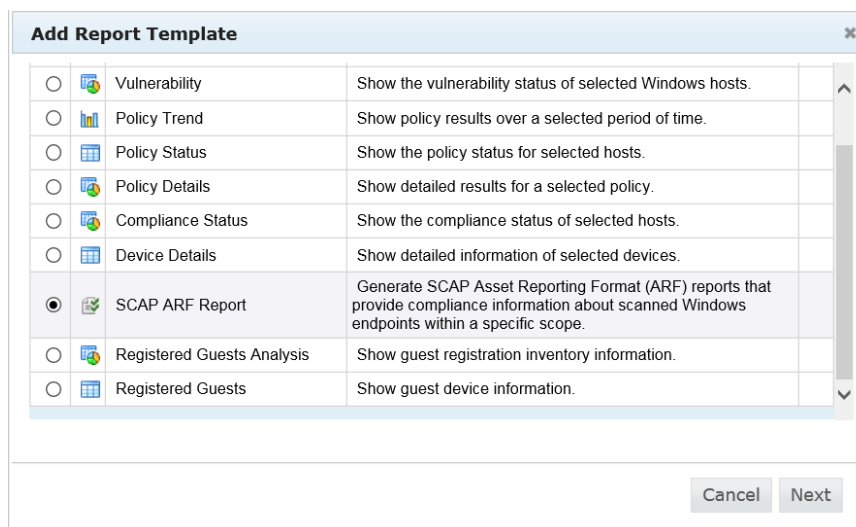 Add Report Template
Vulnerability Show the vulnerability status of selected Windows hosts.
Policy Trend Show policy results over a selected period of time.
Policy Status Show the policy status for selected hosts.
Policy Details Show detailed results for a selected policy.
Compliance Status Show the compliance status of selected hosts.
Device Details Show detailed information of selected devices.
SCAP ARF Report Generate SCAP Asset Reporting Format (ARF) reports that
provide compliance information about scanned Windows
endpoints within a specific scope.
Registered Guests Analysis Show guest registration inventory information.
Registered Guests Show guest device information.
Cancel Next